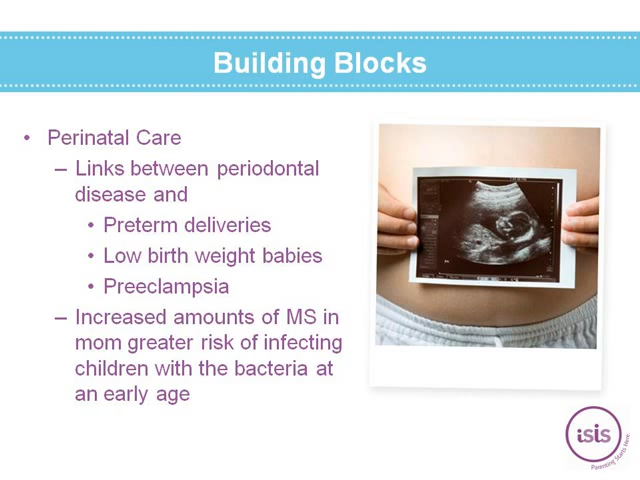 Building Blocks
• Perinatal Care
– Links between periodontal
disease and
• Preterm deliveries
• Low birth weight babies
• Preeclampsia
– Increased amounts of MS in
mom greater risk of infecting
children with the bacteria at
an early age
isis
Parenting Starts Here.